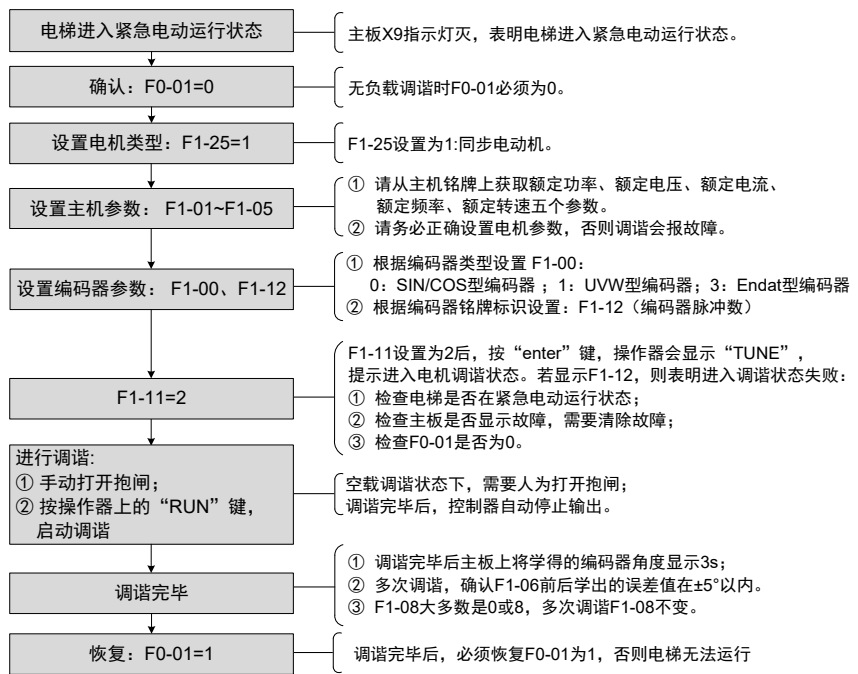 电梯进入紧急电动运行状态
主板X9指示灯灭，表明电梯进入紧急电动运行状态。
确认：F0-01=0
无负载调谐时F0-01必须为0。
设置电机类型：F1-25=1
F1-25设置为1:同步电动机。
设置主机参数： F1-01~F1-05
① 请从主机铭牌上获取额定功率、额定电压、额定电流、
额定频率、额定转速五个参数。
② 请务必正确设置电机参数，否则调谐会报故障。
设置编码器参数： F1-00、F1-12
① 根据编码器类型设置 F1-00：
0：SIN/COS型编码器 ；1：UVW型编码器；3：Endat型编码器
② 根据编码器铭牌标识设置：F1-12（编码器脉冲数）
F1-11=2
F1-11设置为2后，按“enter”键，操作器会显示“TUNE”，
提示进入电机调谐状态。若显示F1-12，则表明进入调谐状态失败：
① 检查电梯是否在紧急电动运行状态；
② 检查主板是否显示故障，需要清除故障；
③ 检查F0-01是否为0。
进行调谐:
① 手动打开抱闸；
② 按操作器上的“RUN”键，
启动调谐
空载调谐状态下，需要人为打开抱闸；
调谐完毕后，控制器自动停止输出。
调谐完毕
① 调谐完毕后主板上将学得的编码器角度显示3s；
② 多次调谐，确认F1-06前后学出的误差值在±5°以内。
③ F1-08大多数是0或8，多次调谐F1-08不变。
恢复：F0-01=1
调谐完毕后，必须恢复F0-01为1，否则电梯无法运行